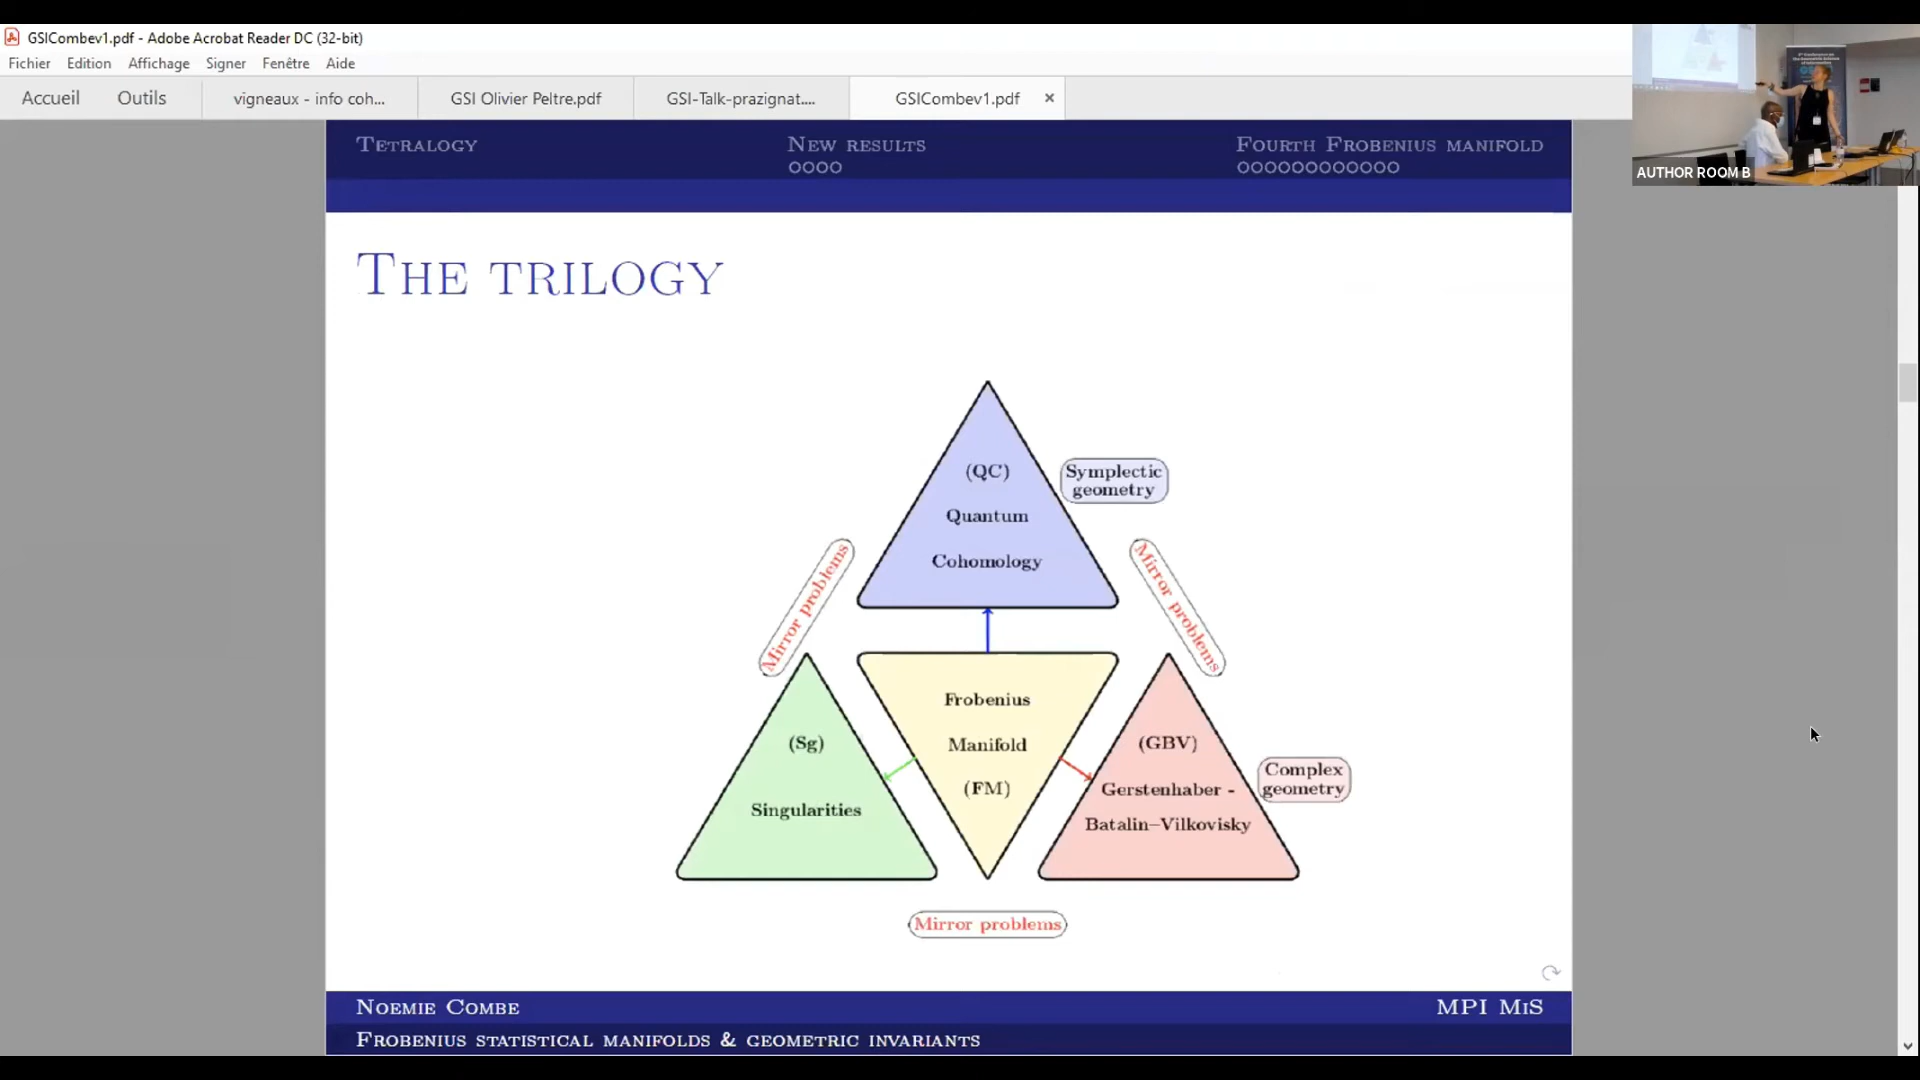 GSICombev1.pdf - Adobe Acrobat Reader DC (32-bit)
Fichier Edition Affichage Signer Fenêtre Aide
Accueil Outils vigneaux - info coh... GSI Olivier Peltre.pdf GSI-Talk-prazignat.... GSICombev1.pdf ×
AUTHOR ROOM B
Tetralogy New results Fourth Frobenius manifold
The trilogy
(QC)
Quantum
Cohomology
Symplectic
geometry
Mirror problems
Mirror problems
Frobenius
Manifold
(FM)
(Sg)
Singularities
(GBV)
Gerstenhaber -
Batalin–Vilkovisky
Complex
geometry
Mirror problems
Noemie Combe MPI MiS
Frobenius statistical manifolds & geometric invariants